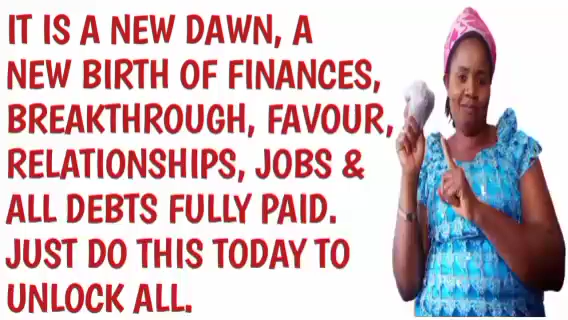 IT IS A NEW DAWN, A
NEW BIRTH OF FINANCES,
BREAKTHROUGH, FAVOUR,
RELATIONSHIPS, JOBS &
ALL DEBTS FULLY PAID.
JUST DO THIS TODAY TO
UNLOCK ALL.